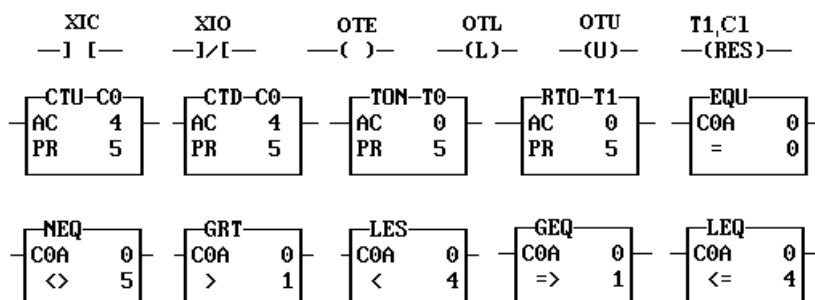 XIC XIO OTE OTL OTU T1,C1
] [ ]/[ ( ) (L) (U) (RES)
CTU-C0 CTD-C0 TON-T0 RTO-T1 EQU
AC 4 AC 4 AC 0 AC 0 C0A 0
PR 5 PR 5 PR 5 PR 5 = 0
NEQ GRT LES GEQ LEQ
C0A 0 C0A 0 C0A 0 C0A 0 C0A 0
<> 5 > 1 < 4 => 1 <= 4